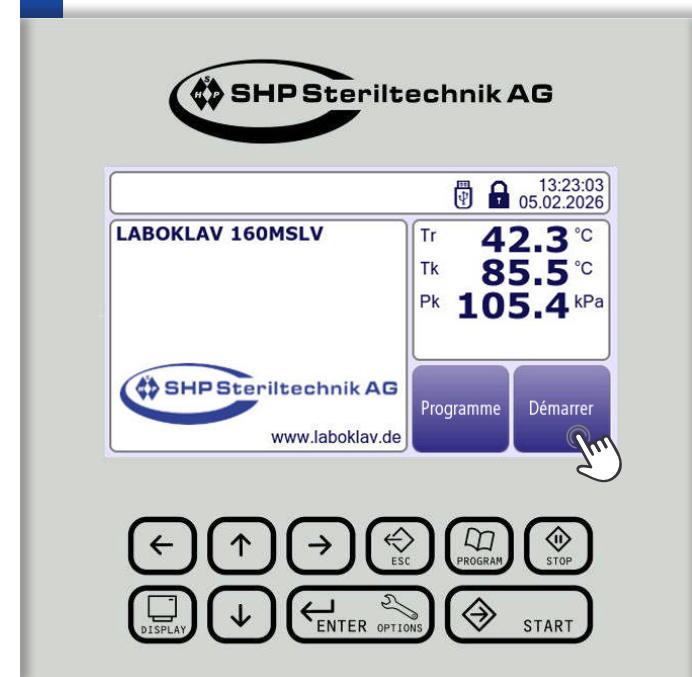 SHP
SHP Steriltechnik AG
13:23:03
05.02.2026
LABOKLAV 160MSLV
Tr 42.3 °C
Tk 85.5 °C
Pk 105.4 kPa
SHP Steriltechnik AG
www.laboklav.de
Programme
Démarrer
ESC
PROGRAM
STOP
DISPLAY
ENTER OPTIONS
START